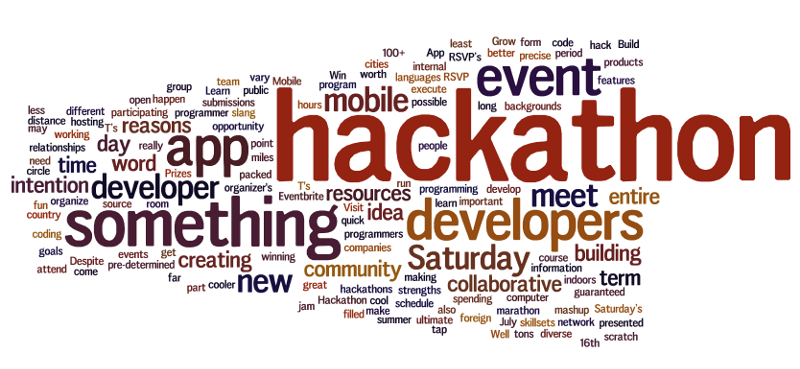 least Grow form code hack Build
100+ App RSVP's better precise period
cities internal products
Win worth languages RSVP event features
team vary Mobile program execute
group Learn public hours mobile possible long backgrounds
open happen submissions
less different participating programmer slang
distance hosting T's reasons opportunity hackathon
may working
relationships day really app point people
need time word miles
circle Prizes packed
intention developer organizer's T's run programming develop meet entire
fun organize source room Eventbrite resources learn important
country something Visit idea developers
quick
coding programmers
goals Despite events get creating winning companies Saturday course building
attend come pre-determined community information
far new making collaborative indoors term
part cooler great hackathons strengths guaranteed
jam Hackathon cool schedule spending computer
filled make also marathon mashup Saturday's
summer ultimate foreign July skillsets network presented
tap Well tons diverse
16th scratch